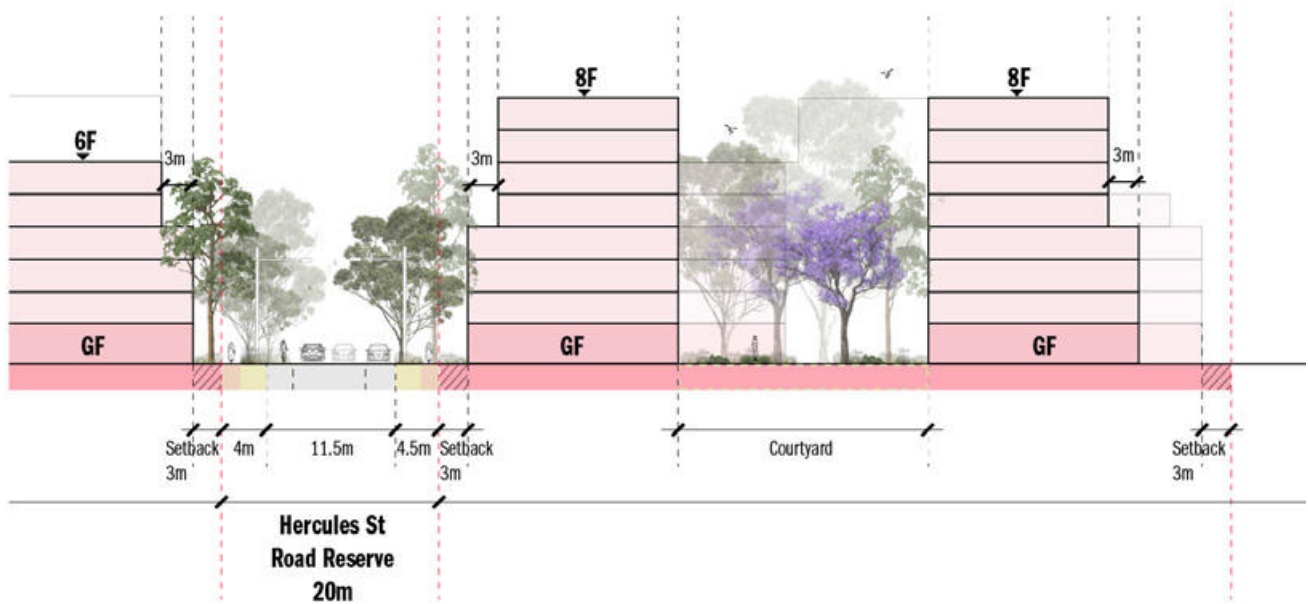 8F
8F
6F
3m
3m
3m
GF
GF
GF
Setback
3m
4m
11.5m
4.5m
Setback
3m
Courtyard
Setback
3m
Hercules St
Road Reserve
20m